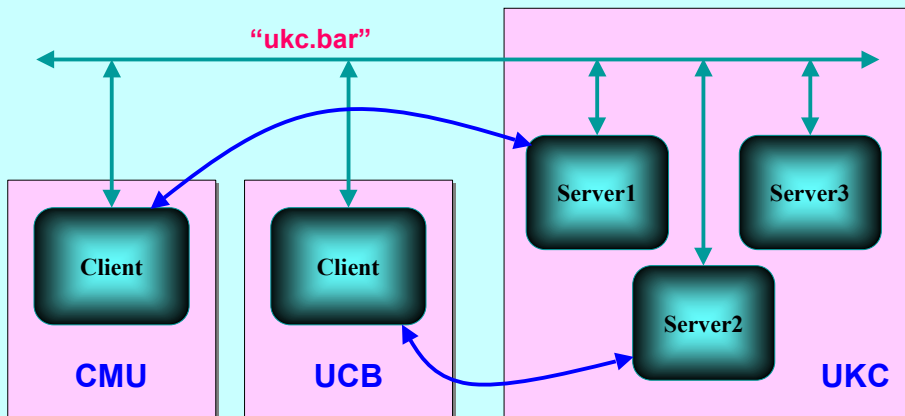 “ukc.bar”
Server1
Server3
Client
Client
Server2
CMU
UCB
UKC